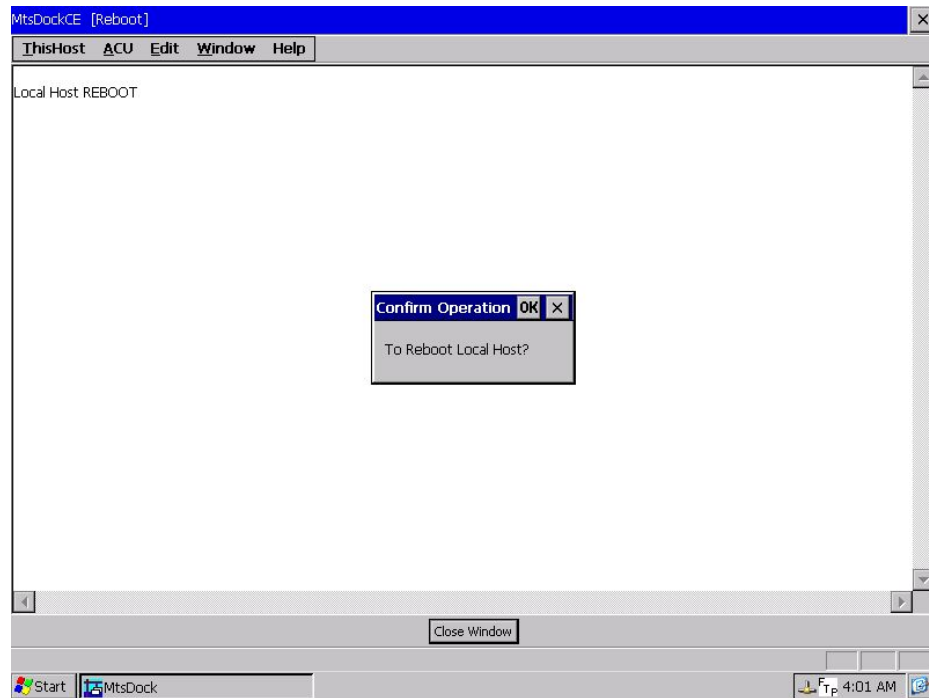 MtsDockCE [Reboot]
ThisHost ACU Edit Window Help
Local Host REBOOT
Confirm Operation OK
To Reboot Local Host?
Close Window
Start MtsDock FTP 4:01 AM